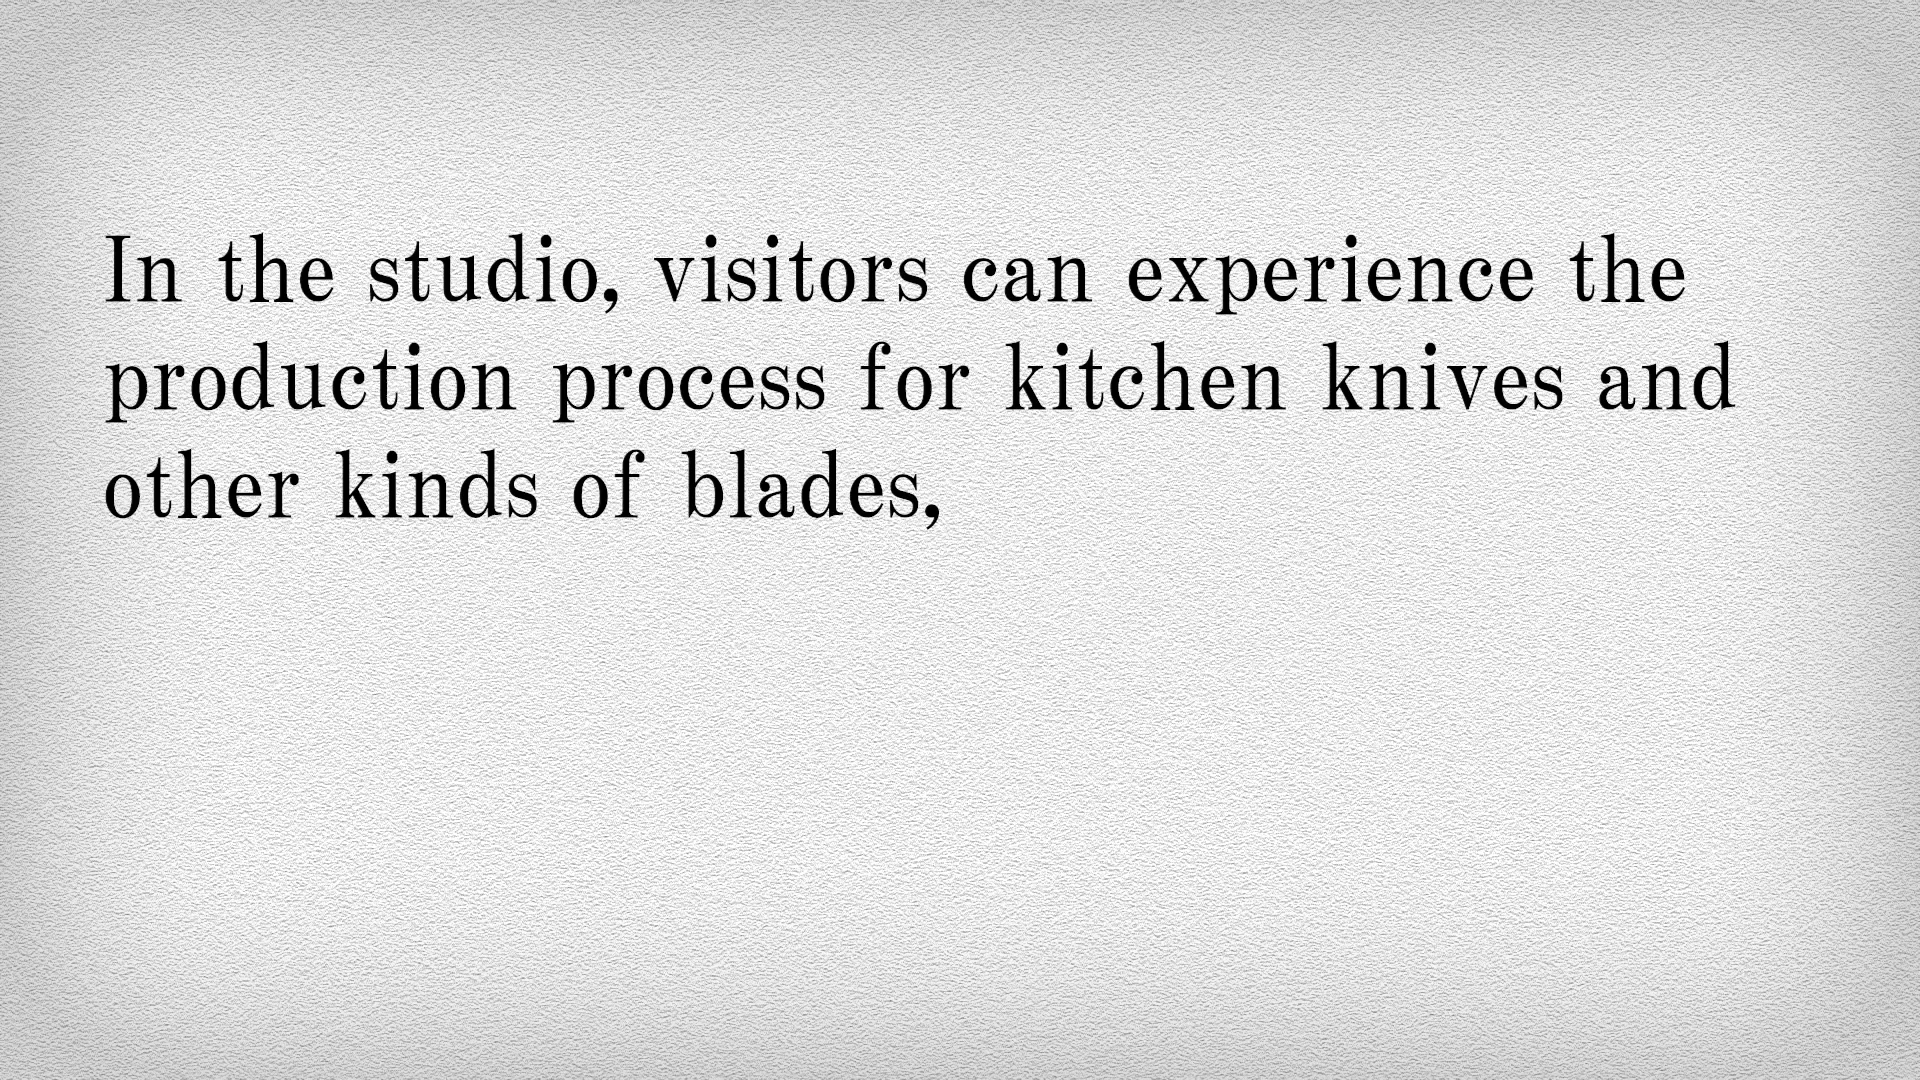 In the studio, visitors can experience the
production process for kitchen knives and
other kinds of blades,